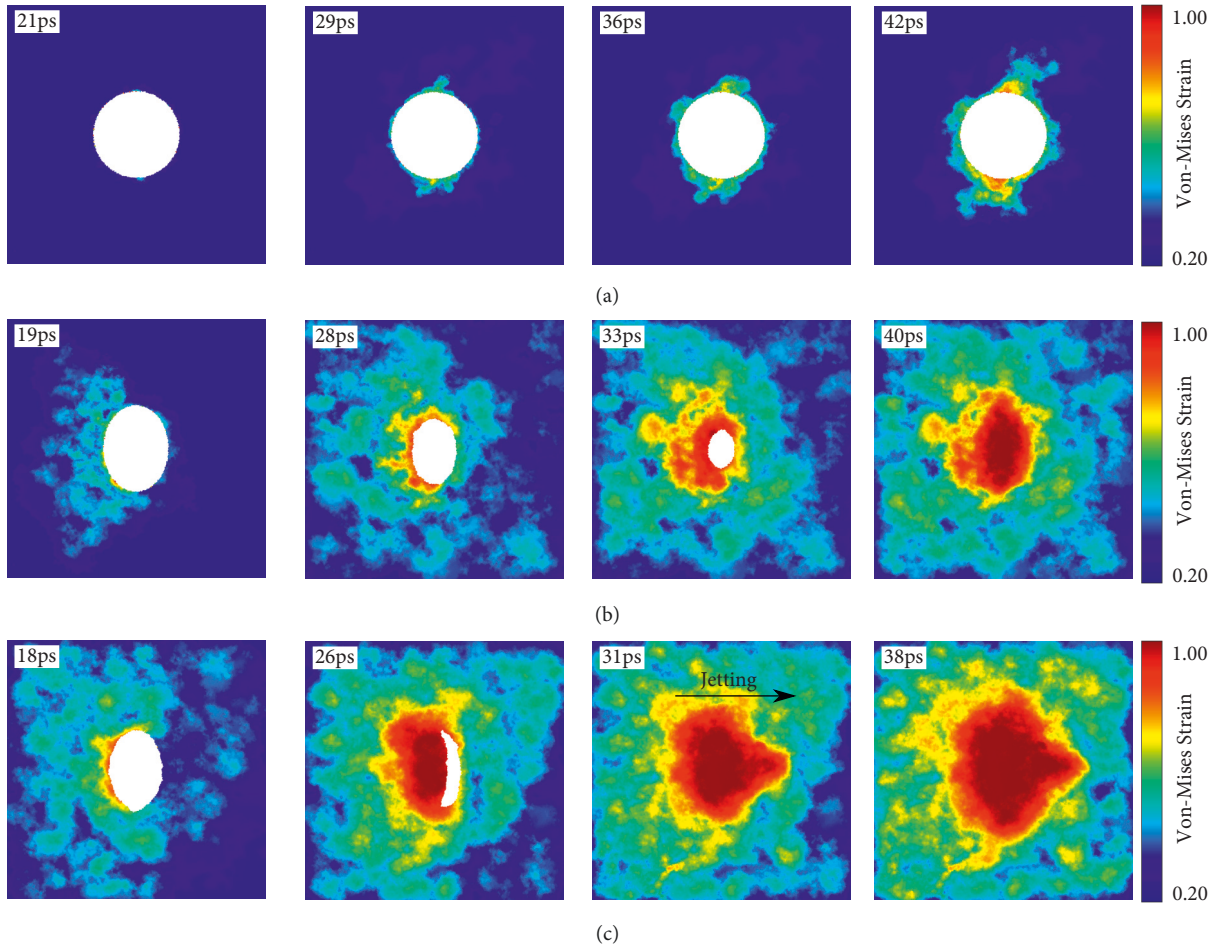 21ps
29ps
36ps
42ps
1.00
Von-Mises Strain
0.20
(a)
19ps
28ps
33ps
40ps
1.00
Von-Mises Strain
0.20
(b)
18ps
26ps
31ps
Jetting
38ps
1.00
Von-Mises Strain
0.20
(c)